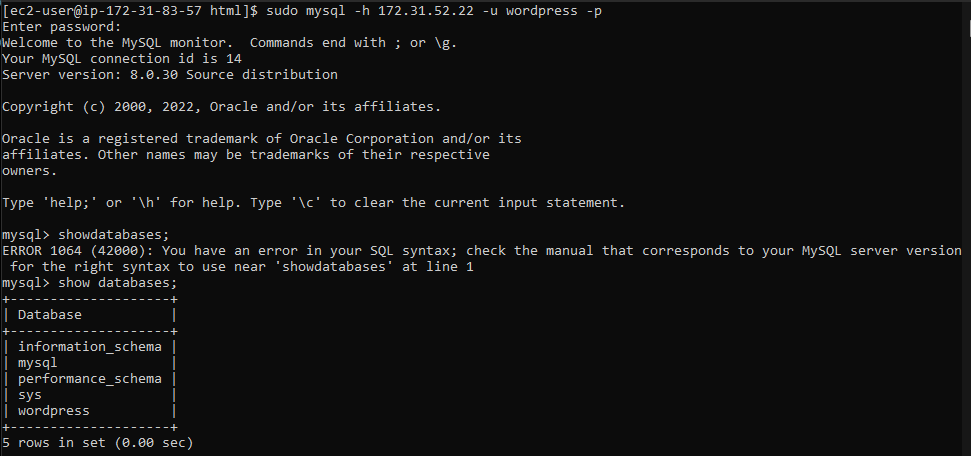 [ec2-user@ip-172-31-83-57 html]$ sudo mysql -h 172.31.52.22 -u wordpress -p
Enter password:
Welcome to the MySQL monitor.  Commands end with ; or \g.
Your MySQL connection id is 14
Server version: 8.0.30 Source distribution

Copyright (c) 2000, 2022, Oracle and/or its affiliates.

Oracle is a registered trademark of Oracle Corporation and/or its
affiliates. Other names may be trademarks of their respective
owners.

Type 'help;' or '\h' for help. Type '\c' to clear the current input statement.

mysql> showdatabases;
ERROR 1064 (42000): You have an error in your SQL syntax; check the manual that corresponds to your MySQL server version
 for the right syntax to use near 'showdatabases' at line 1
mysql> show databases;
+--------------------+
| Database           |
+--------------------+
| information_schema |
| mysql              |
| performance_schema |
| sys                |
| wordpress          |
+--------------------+
5 rows in set (0.00 sec)